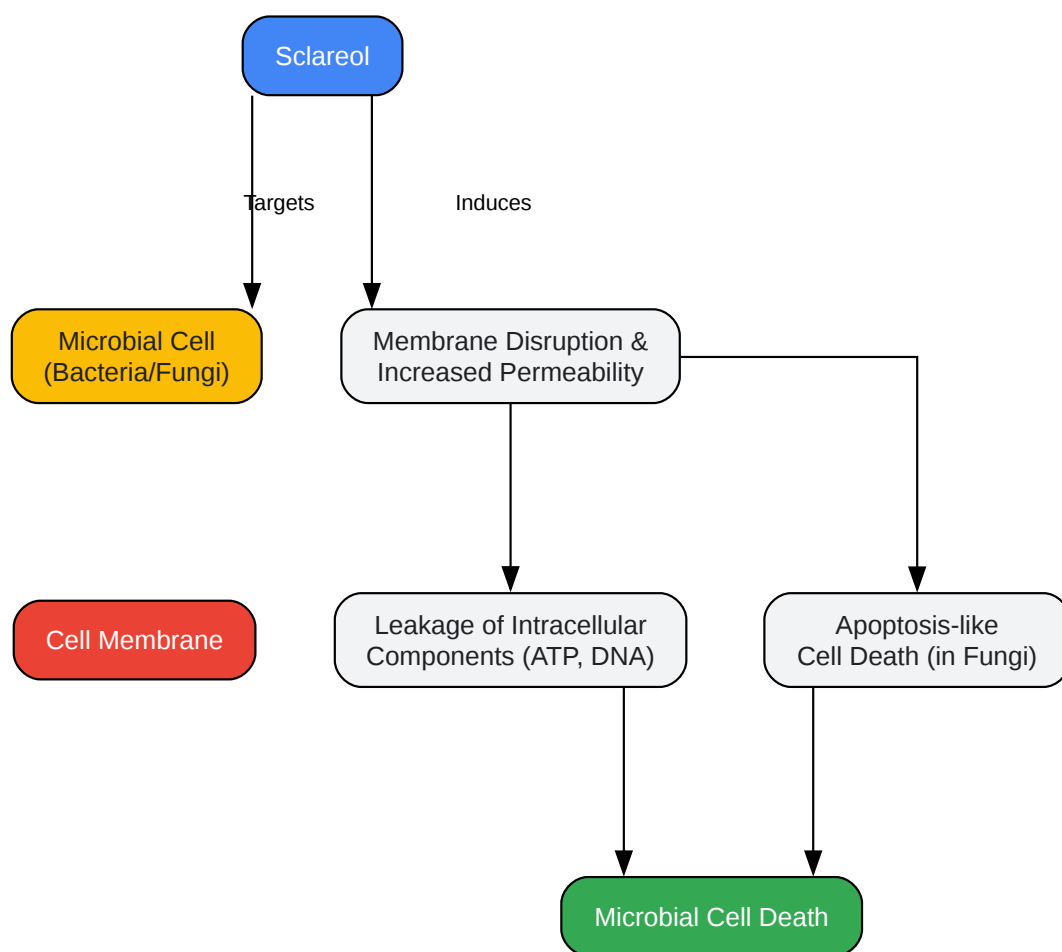 Sclareol
Targets
Induces
Microbial Cell
(Bacteria/Fungi)
Membrane Disruption &
Increased Permeability
Cell Membrane
Leakage of Intracellular
Components (ATP, DNA)
Apoptosis-like
Cell Death (in Fungi)
Microbial Cell Death